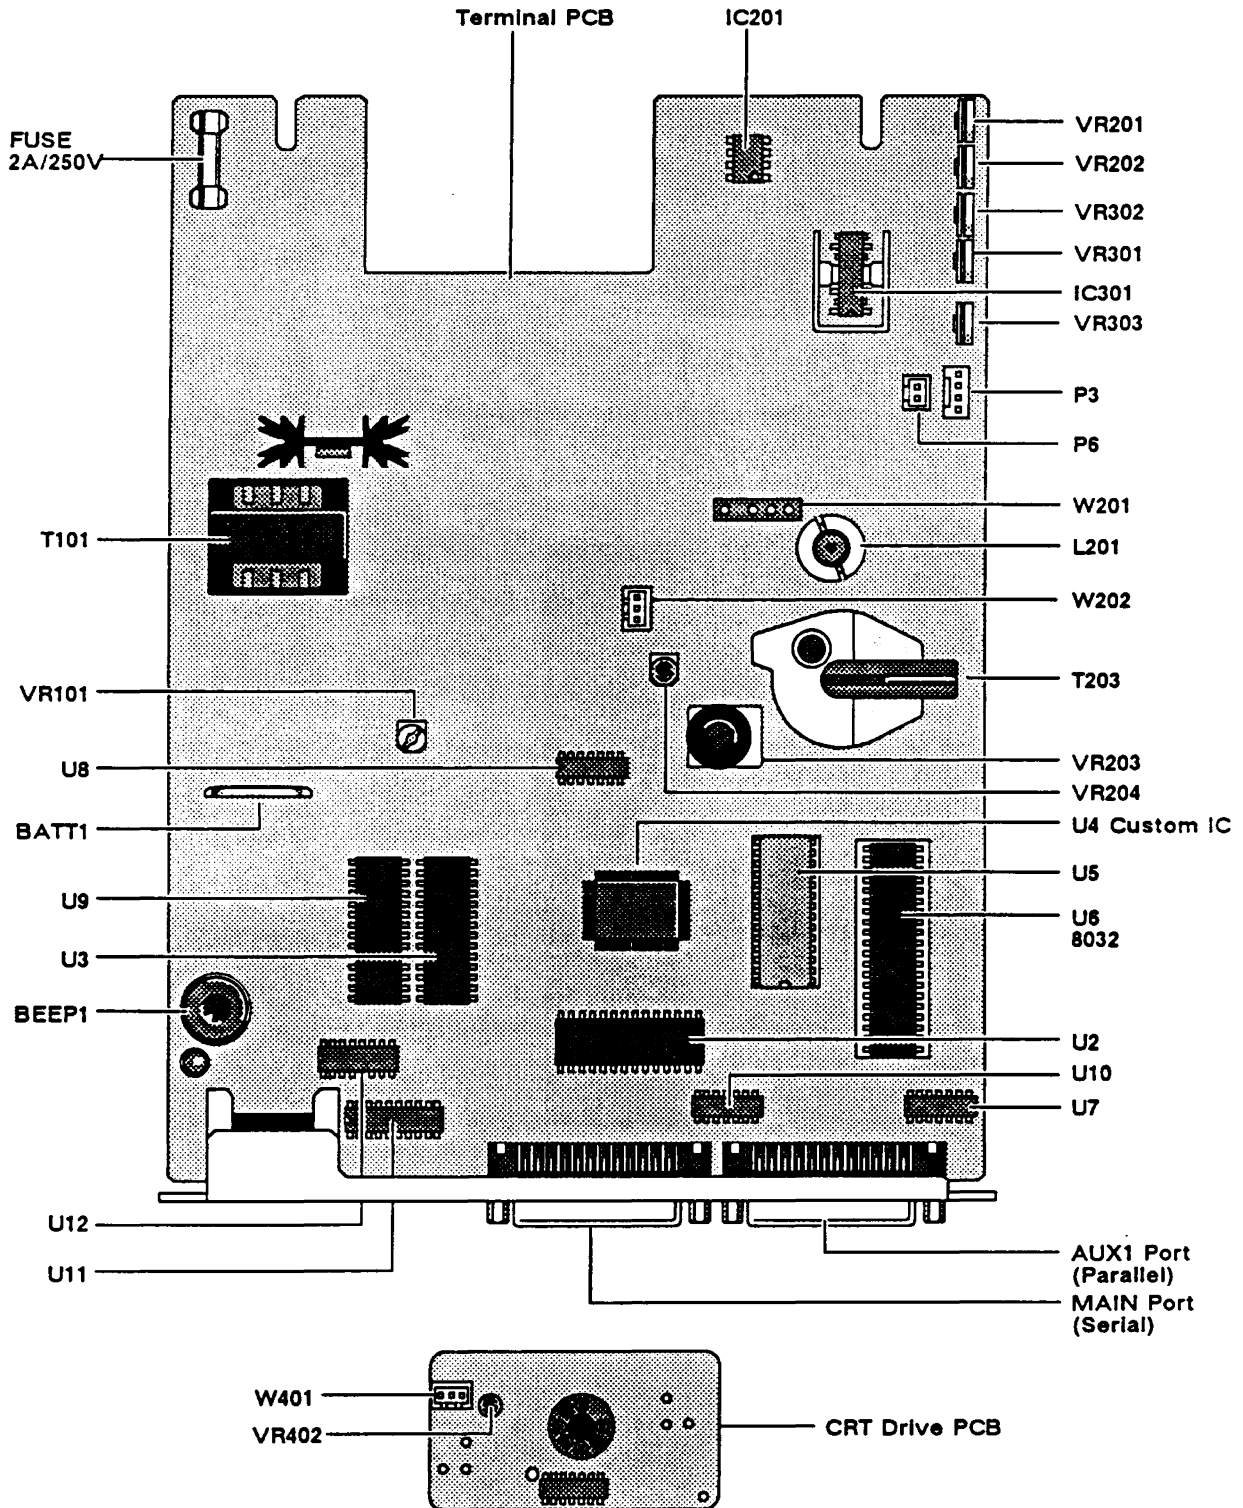 Terminal PCB
IC201
FUSE
2A/250V
VR201
VR202
VR302
VR301
IC301
VR303
P3
P6
W201
T101
L201
W202
VR101
T203
U8
VR203
VR204
BATT1
U4 Custom IC
U5
U9
U6
8032
U3
BEEP1
U2
U10
U7
U12
U11
AUX1 Port
(Parallel)
MAIN Port
(Serial)
W401
VR402
CRT Drive PCB